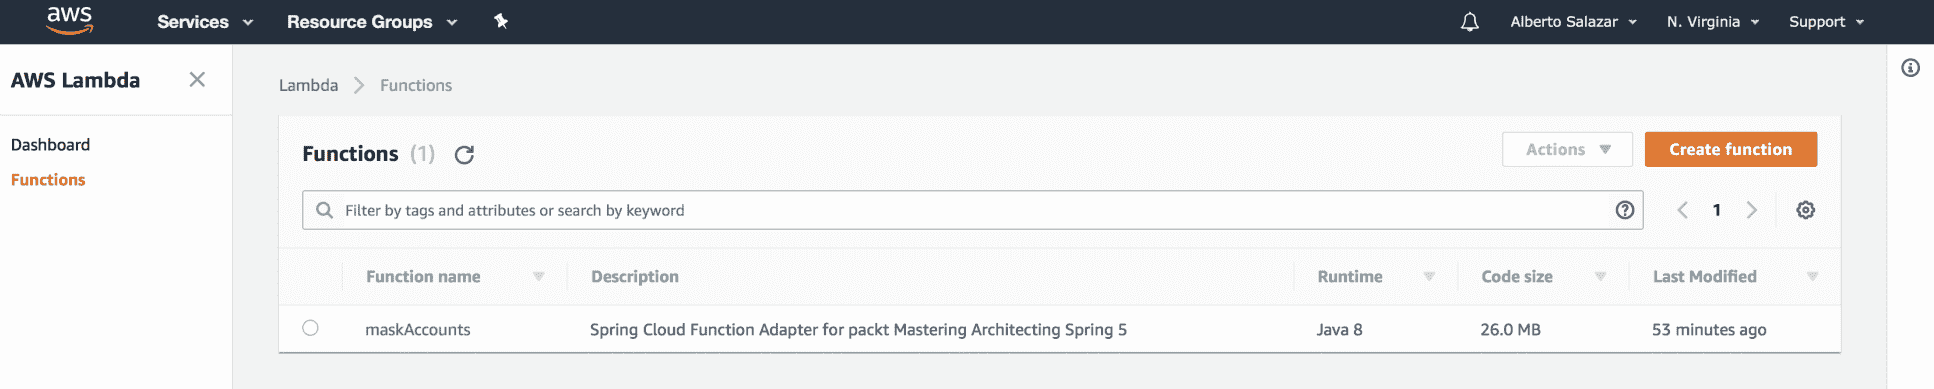 aws Services Resource Groups Alberto Salazar N. Virginia Support
AWS Lambda
Lambda Functions
Dashboard
Functions
Functions (1) Actions Create function
Filter by tags and attributes or search by keyword 1
Function name Description Runtime Code size Last Modified
maskAccounts Spring Cloud Function Adapter for packt Mastering Architecting Spring 5 Java 8 26.0 MB 53 minutes ago